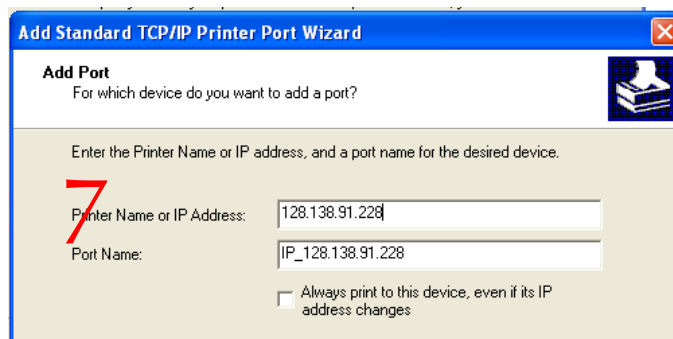 Add Standard TCP/IP Printer Port Wizard
Add Port
For which device do you want to add a port?
Enter the Printer Name or IP address, and a port name for the desired device.
7
Printer Name or IP Address: 128.138.91.228
Port Name: IP_128.138.91.228
Always print to this device, even if its IP
address changes